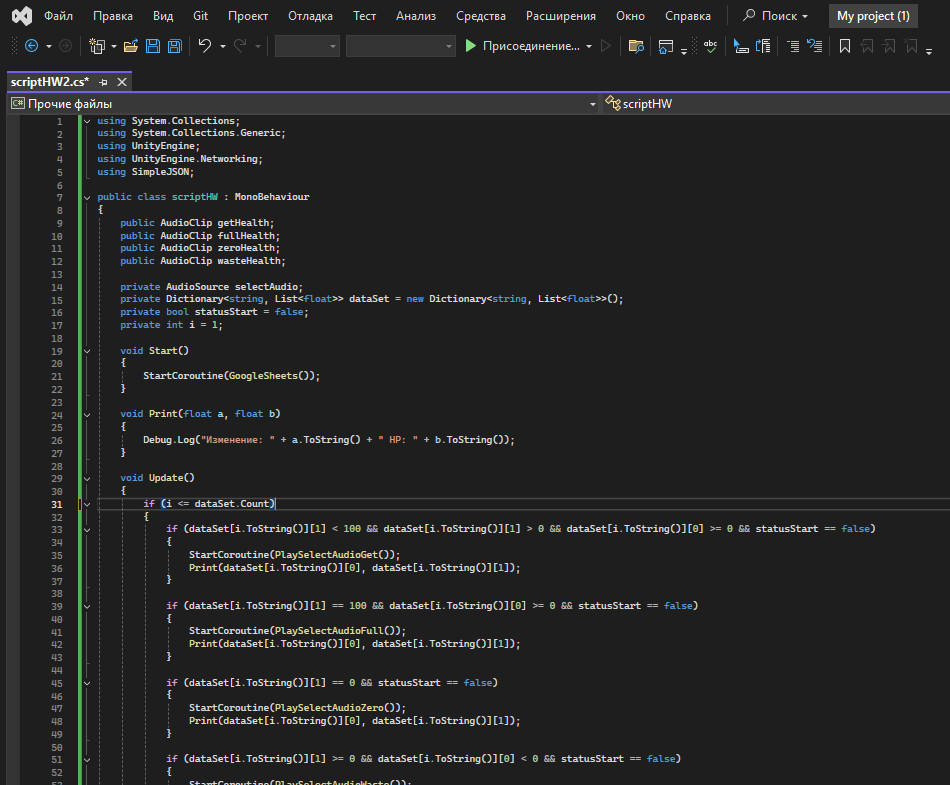 Файл Правка Вид Git Проект Отладка Тест Анализ Средства Расширения Окно Справка Поиск My project (1)
Присоединение...
abc
scriptHW2.cs*
C# Прочие файлы scriptHW
1 using System.Collections;
2 using System.Collections.Generic;
3 using UnityEngine;
4 using UnityEngine.Networking;
5 using SimpleJSON;
6
7 public class scriptHW : MonoBehaviour
8 {
9 public AudioClip getHealth;
10 public AudioClip fullHealth;
11 public AudioClip zeroHealth;
12 public AudioClip wasteHealth;
13
14 private AudioSource selectAudio;
15 private Dictionary<string, List<float>> dataSet = new Dictionary<string, List<float>>();
16 private bool statusStart = false;
17 private int i = 1;
18
19 void Start()
20 {
21 StartCoroutine(GoogleSheets());
22 }
23
24 void Print(float a, float b)
25 {
26 Debug.Log("Изменение: " + a.ToString() + " HP: " + b.ToString());
27 }
28
29 void Update()
30 {
31 if (i <= dataSet.Count)
32 {
33 if (dataSet[i.ToString()][1] < 100 && dataSet[i.ToString()][1] > 0 && dataSet[i.ToString()][0] >= 0 && statusStart == false)
34 {
35 StartCoroutine(PlaySelectAudioGet());
36 Print(dataSet[i.ToString()][0], dataSet[i.ToString()][1]);
37 }
38
39 if (dataSet[i.ToString()][1] == 100 && dataSet[i.ToString()][0] >= 0 && statusStart == false)
40 {
41 StartCoroutine(PlaySelectAudioFull());
42 Print(dataSet[i.ToString()][0], dataSet[i.ToString()][1]);
43 }
44
45 if (dataSet[i.ToString()][1] == 0 && statusStart == false)
46 {
47 StartCoroutine(PlaySelectAudioZero());
48 Print(dataSet[i.ToString()][0], dataSet[i.ToString()][1]);
49 }
50
51 if (dataSet[i.ToString()][1] >= 0 && dataSet[i.ToString()][0] < 0 && statusStart == false)
52 {
53 StartCoroutine(PlaySelectAudioWaste());